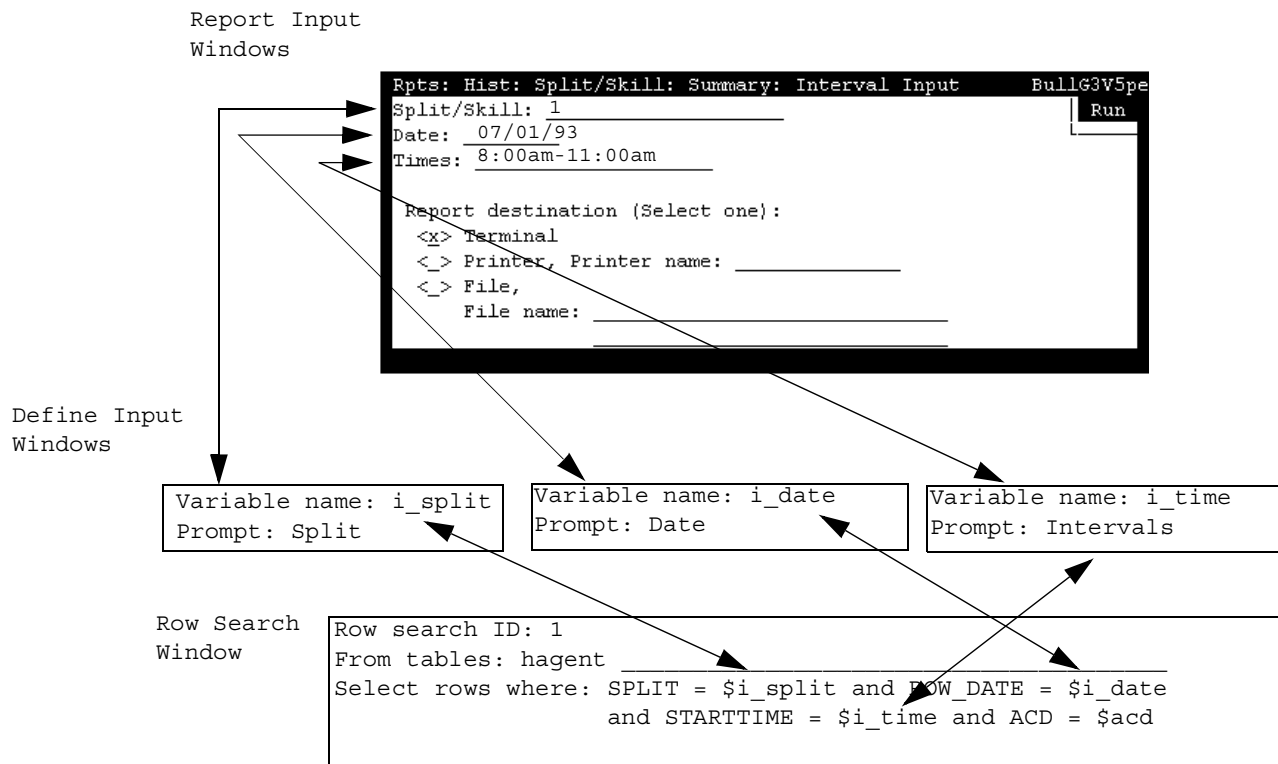 Report Input
Windows
Rpts: Hist: Split/Skill: Summary: Interval Input BullG3V5pe
Split/Skill: 1
Run
Date: 07/01/93
Times: 8:00am-11:00am
Report destination (Select one):
<x> Terminal
<_> Printer, Printer name:
<_> File,
File name:
Define Input
Windows
Variable name: i_split
Prompt: Split
Variable name: i_date
Prompt: Date
Variable name: i_time
Prompt: Intervals
Row Search
Window
Row search ID: 1
From tables: hagent
Select rows where: SPLIT = $i_split and ROW_DATE = $i_date
and STARTTIME = $i_time and ACD = $acd